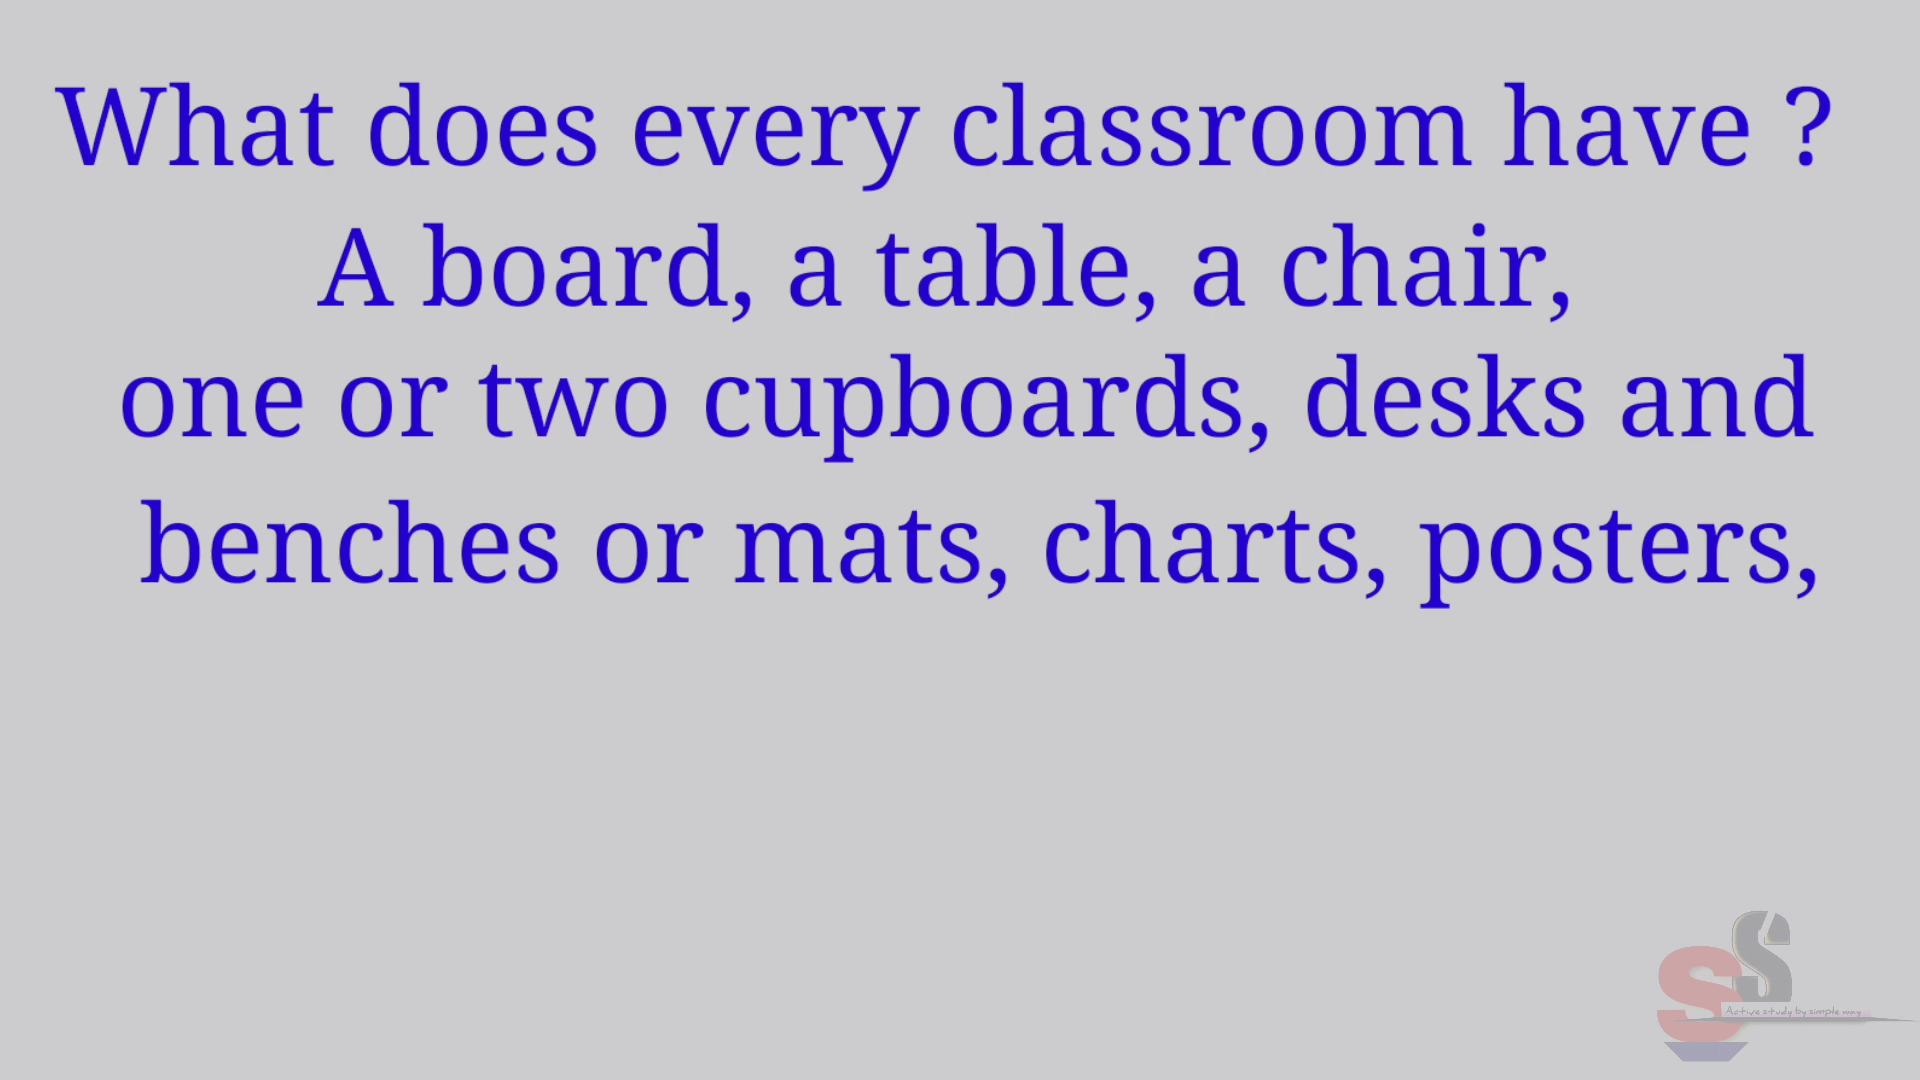 What does every classroom have ?
A board, a table, a chair,
one or two cupboards, desks and
benches or mats, charts, posters,
Active study by simple way